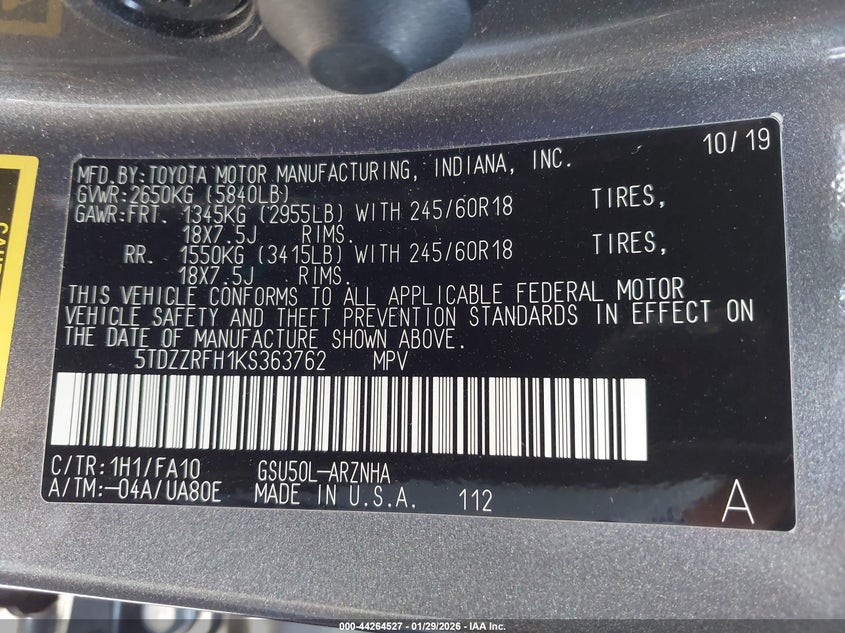 10/19
MFD.BY:TOYOTA MOTOR MANUFACTURING, INDIANA, INC.
GVWR:2650KG (5840LB)
GAWR:FRT. 1345KG (2955LB) WITH 245/60R18 TIRES,
18X7.5J RIMS.
RR. 1550KG (3415LB) WITH 245/60R18 TIRES,
18X7.5J RIMS.
THIS VEHICLE CONFORMS TO ALL APPLICABLE FEDERAL MOTOR
VEHICLE SAFETY AND THEFT PREVENTION STANDARDS IN EFFECT ON
THE DATE OF MANUFACTURE SHOWN ABOVE.
5TDZZRFH1KS363762 MPV
C/TR:1H1/FA10 GSU50L-ARZNHA
A/TM:-04A/UA80E MADE IN U.S.A. 112 A
000-44264527 - 01/29/2026 - IAA Inc.